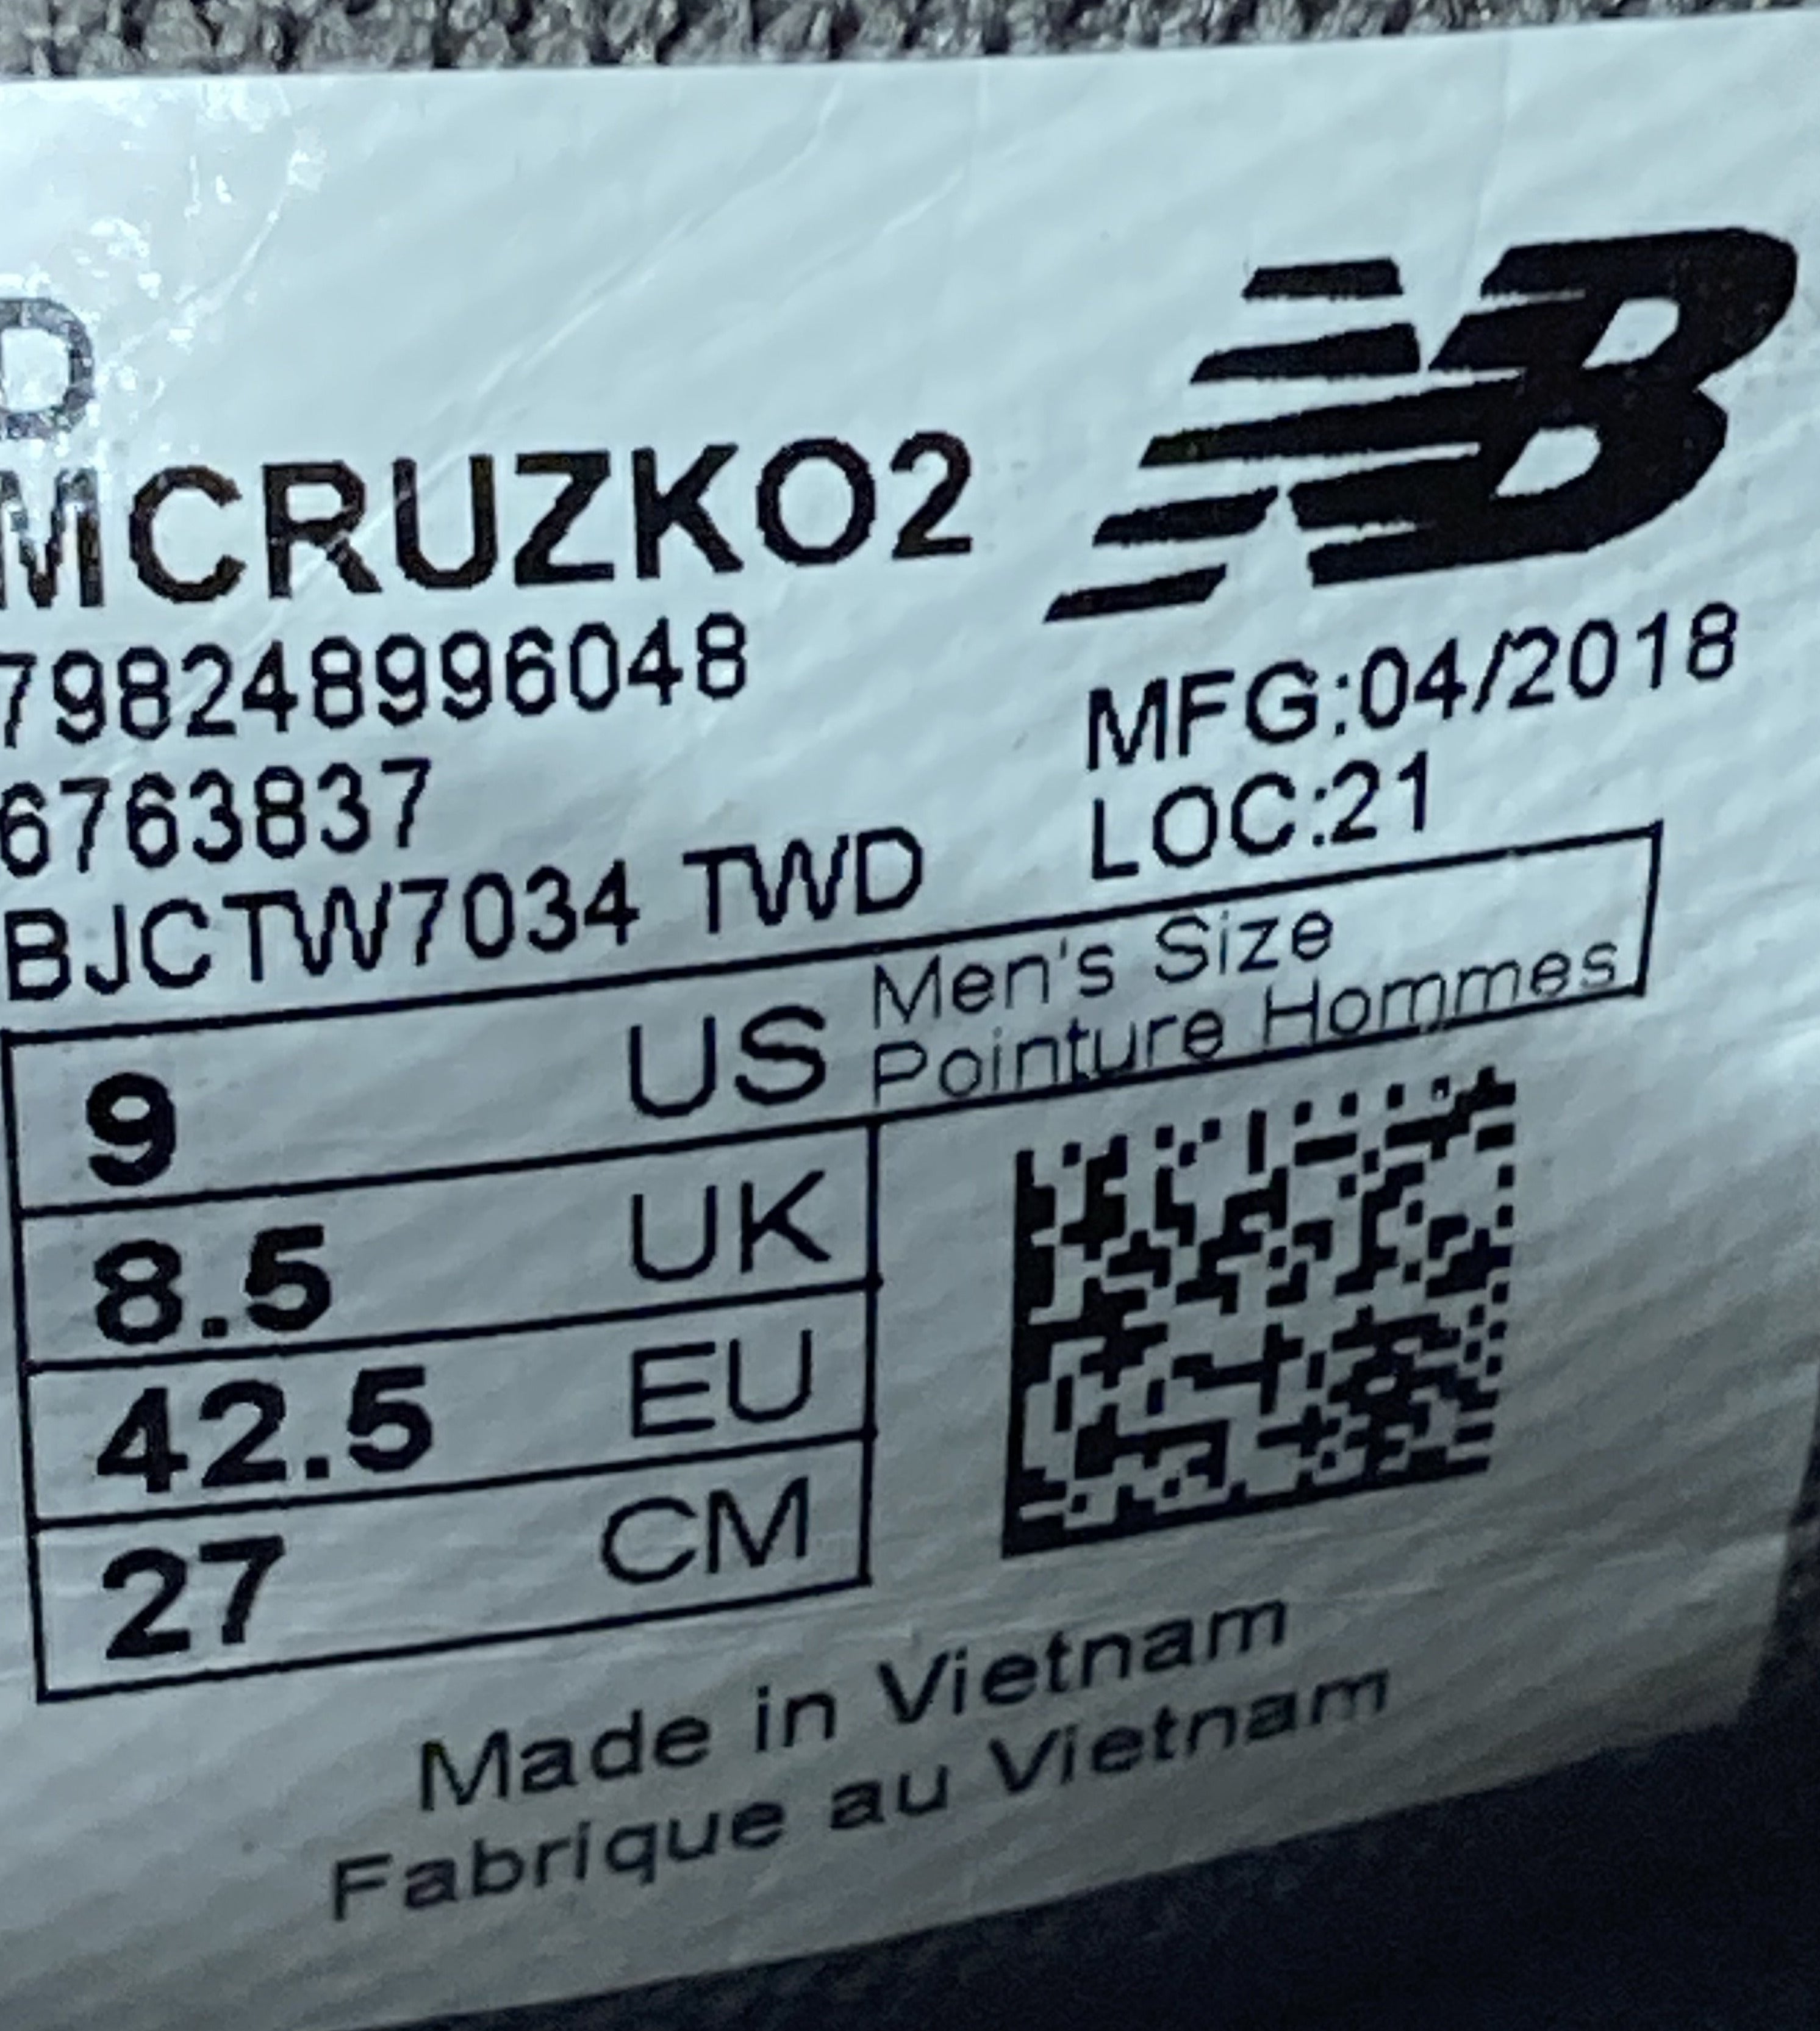 D
NB
MCRUZKO2
798248996048
6763837
BJCTW7034 TWD
MFG:04/2018
LOC:21
9 US
Men's Size
Pointure Hommes
8.5 UK
42.5 EU
27 CM
Made in Vietnam
Fabrique au Vietnam